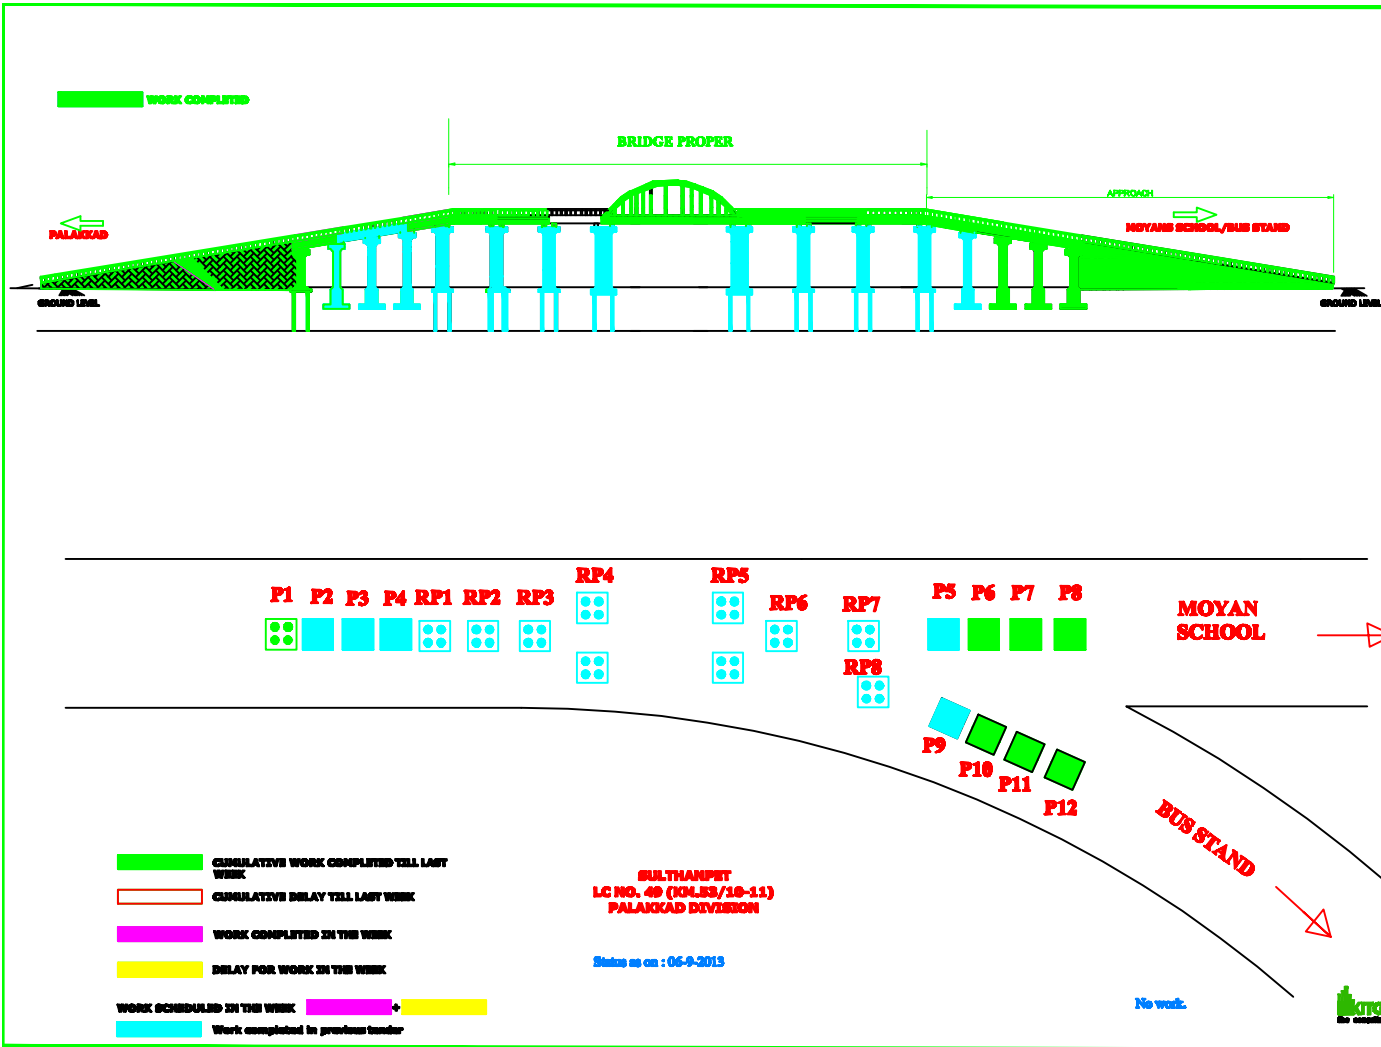 WORK COMPLETED
BRIDGE PROPER
APPROACH
PALAKKAD
MOYANS SCHOOL/BUS STAND
GROUND LEVEL
GROUND LEVEL
P1
P2
P3
P4
RP1
RP2
RP3
RP4
RP5
RP6
RP7
RP8
P5
P6
P7
P8
MOYAN
SCHOOL
P9
P10
P11
P12
BUS STAND
CUMULATIVE WORK COMPLETED TILL LAST
WEEK
CUMULATIVE DELAY TILL LAST WEEK
WORK COMPLETED IN THE WEEK
DELAY FOR WORK IN THE WEEK
WORK SCHEDULED IN THE WEEK +
Work completed in previous tender
SULTHANPET
LC NO. 49 (KM.53/10-11)
PALAKKAD DIVISION
Status as on : 06-9-2013
No work.
KITCO